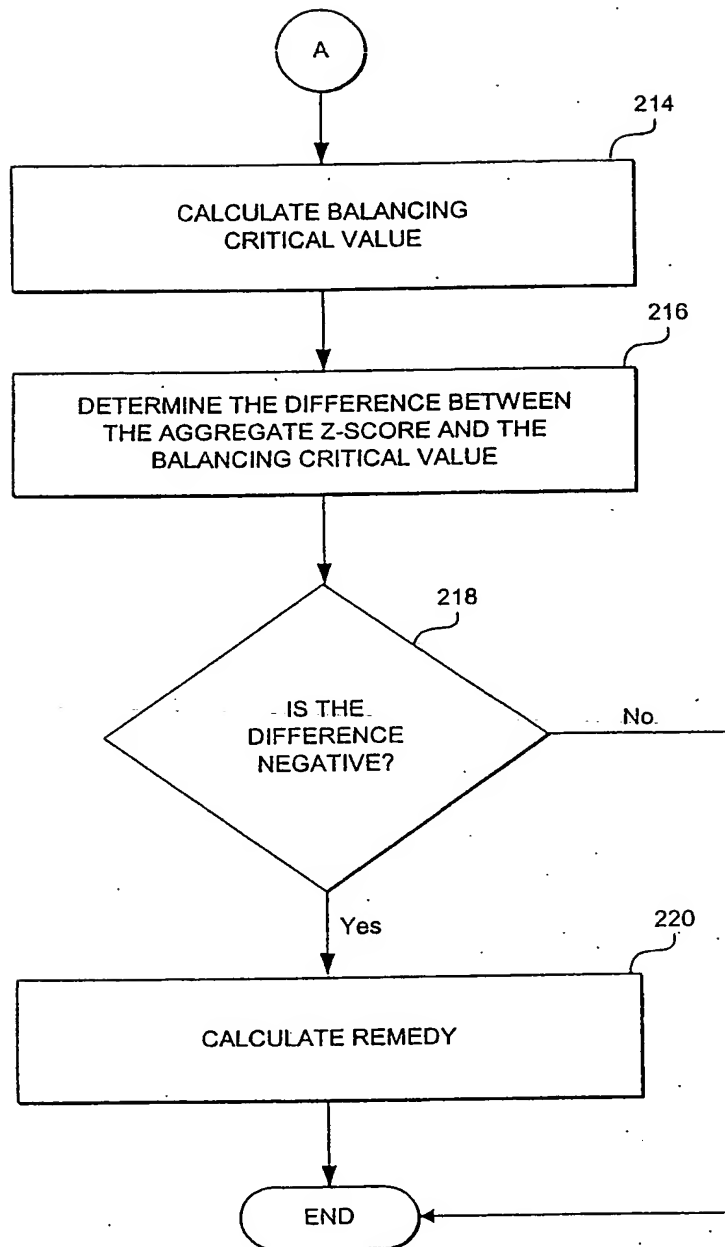 A
214
CALCULATE BALANCING
CRITICAL VALUE
216
DETERMINE THE DIFFERENCE BETWEEN
THE AGGREGATE Z-SCORE AND THE
BALANCING CRITICAL VALUE
218
IS THE
DIFFERENCE
NEGATIVE?
No
Yes
220
CALCULATE REMEDY
END